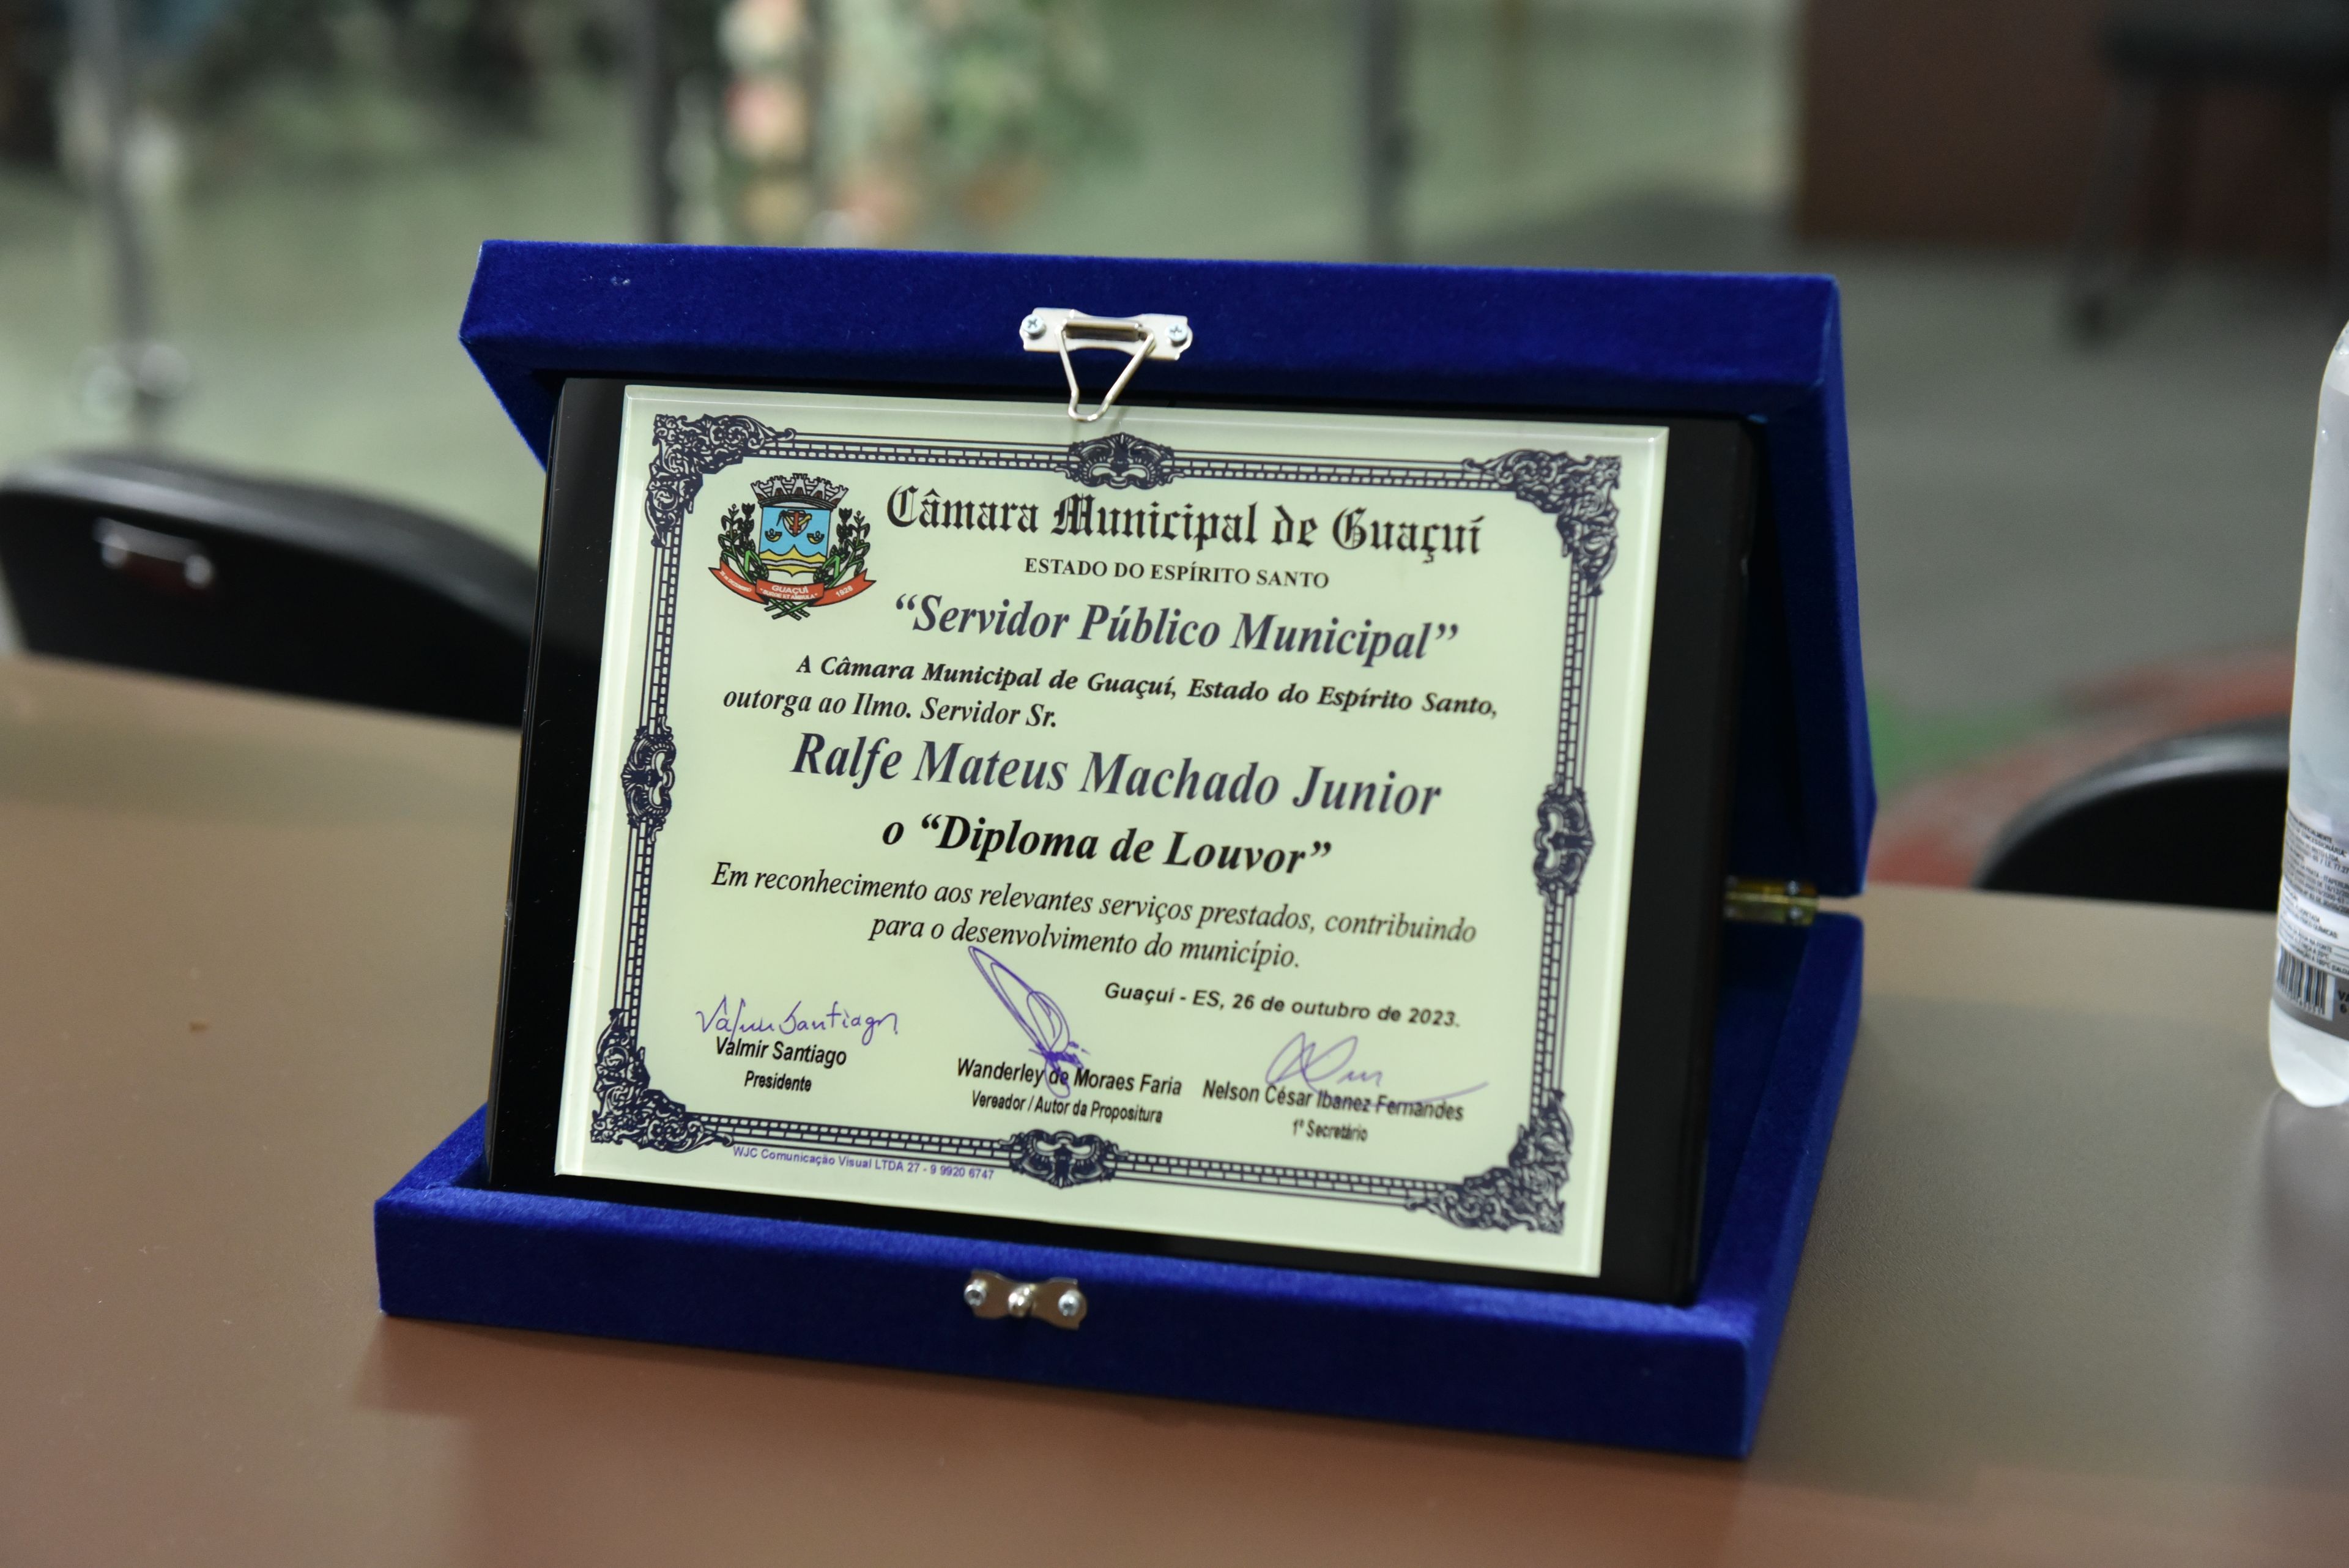 Câmara Municipal de Guaçuí
ESTADO DO ESPÍRITO SANTO
GUAÇUÍ
1928
“Servidor Público Municipal”
A Câmara Municipal de Guaçuí, Estado do Espírito Santo,
outorga ao Ilmo. Servidor Sr.
Ralfe Mateus Machado Junior
o “Diploma de Louvor”
Em reconhecimento aos relevantes serviços prestados, contribuindo
para o desenvolvimento do município.
Guaçuí - ES, 26 de outubro de 2023.
Valmir Santiago
Valmir Santiago
Presidente
Wanderley de Moraes Faria
Vereador / Autor da Propositura
Nelson César Ibanez Fernandes
1º Secretário
WJC Comunicação Visual LTDA 27 - 9 9920 6747